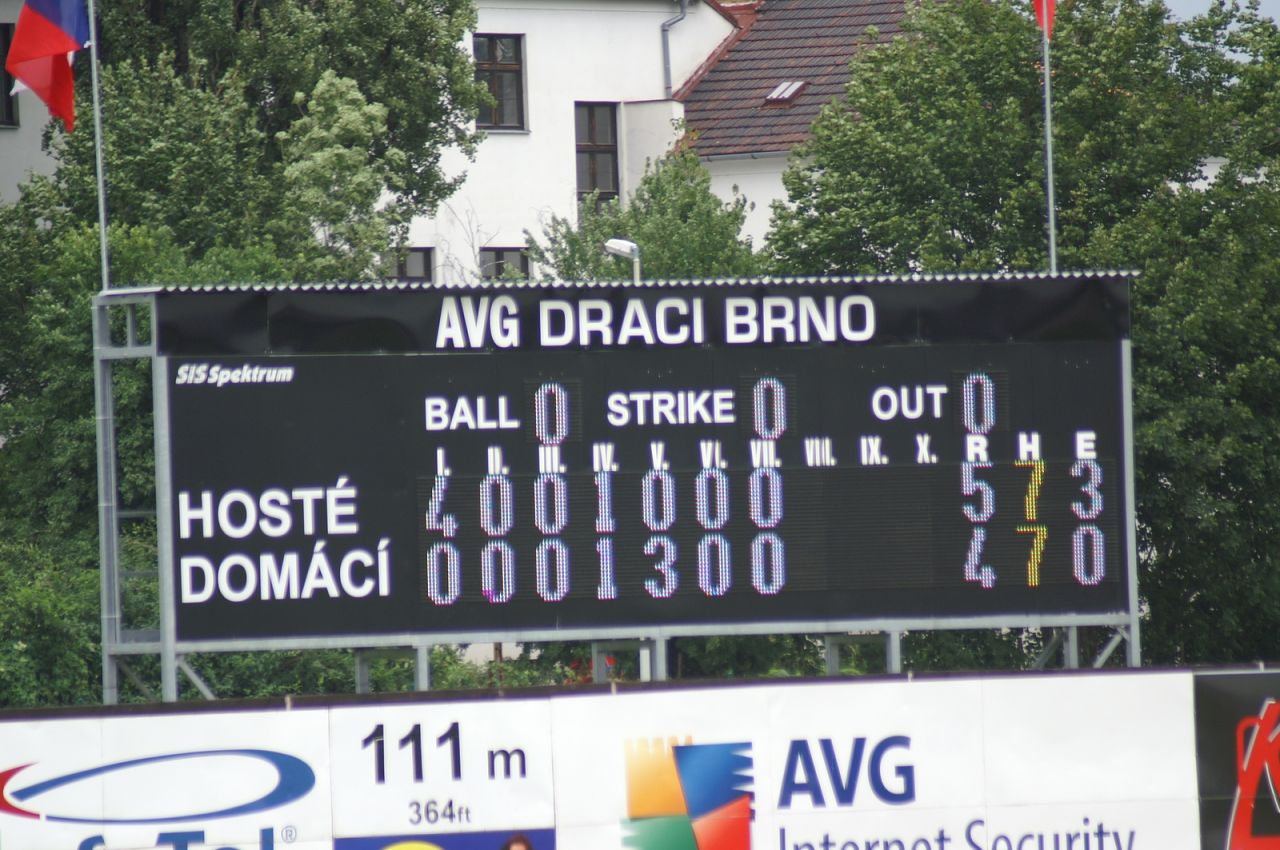 AVG DRACI BRNO
SiS Spektrum
BALL 0 STRIKE 0 OUT 0
I. II. III. IV. V. VI. VII. VIII. IX. X. R H E
HOSTÉ 4 0 0 1 0 0 0 5 7 3
DOMÁCÍ 0 0 0 1 3 0 0 4 7 0
111 m
364ft
AVG
Internet Security
Tel®